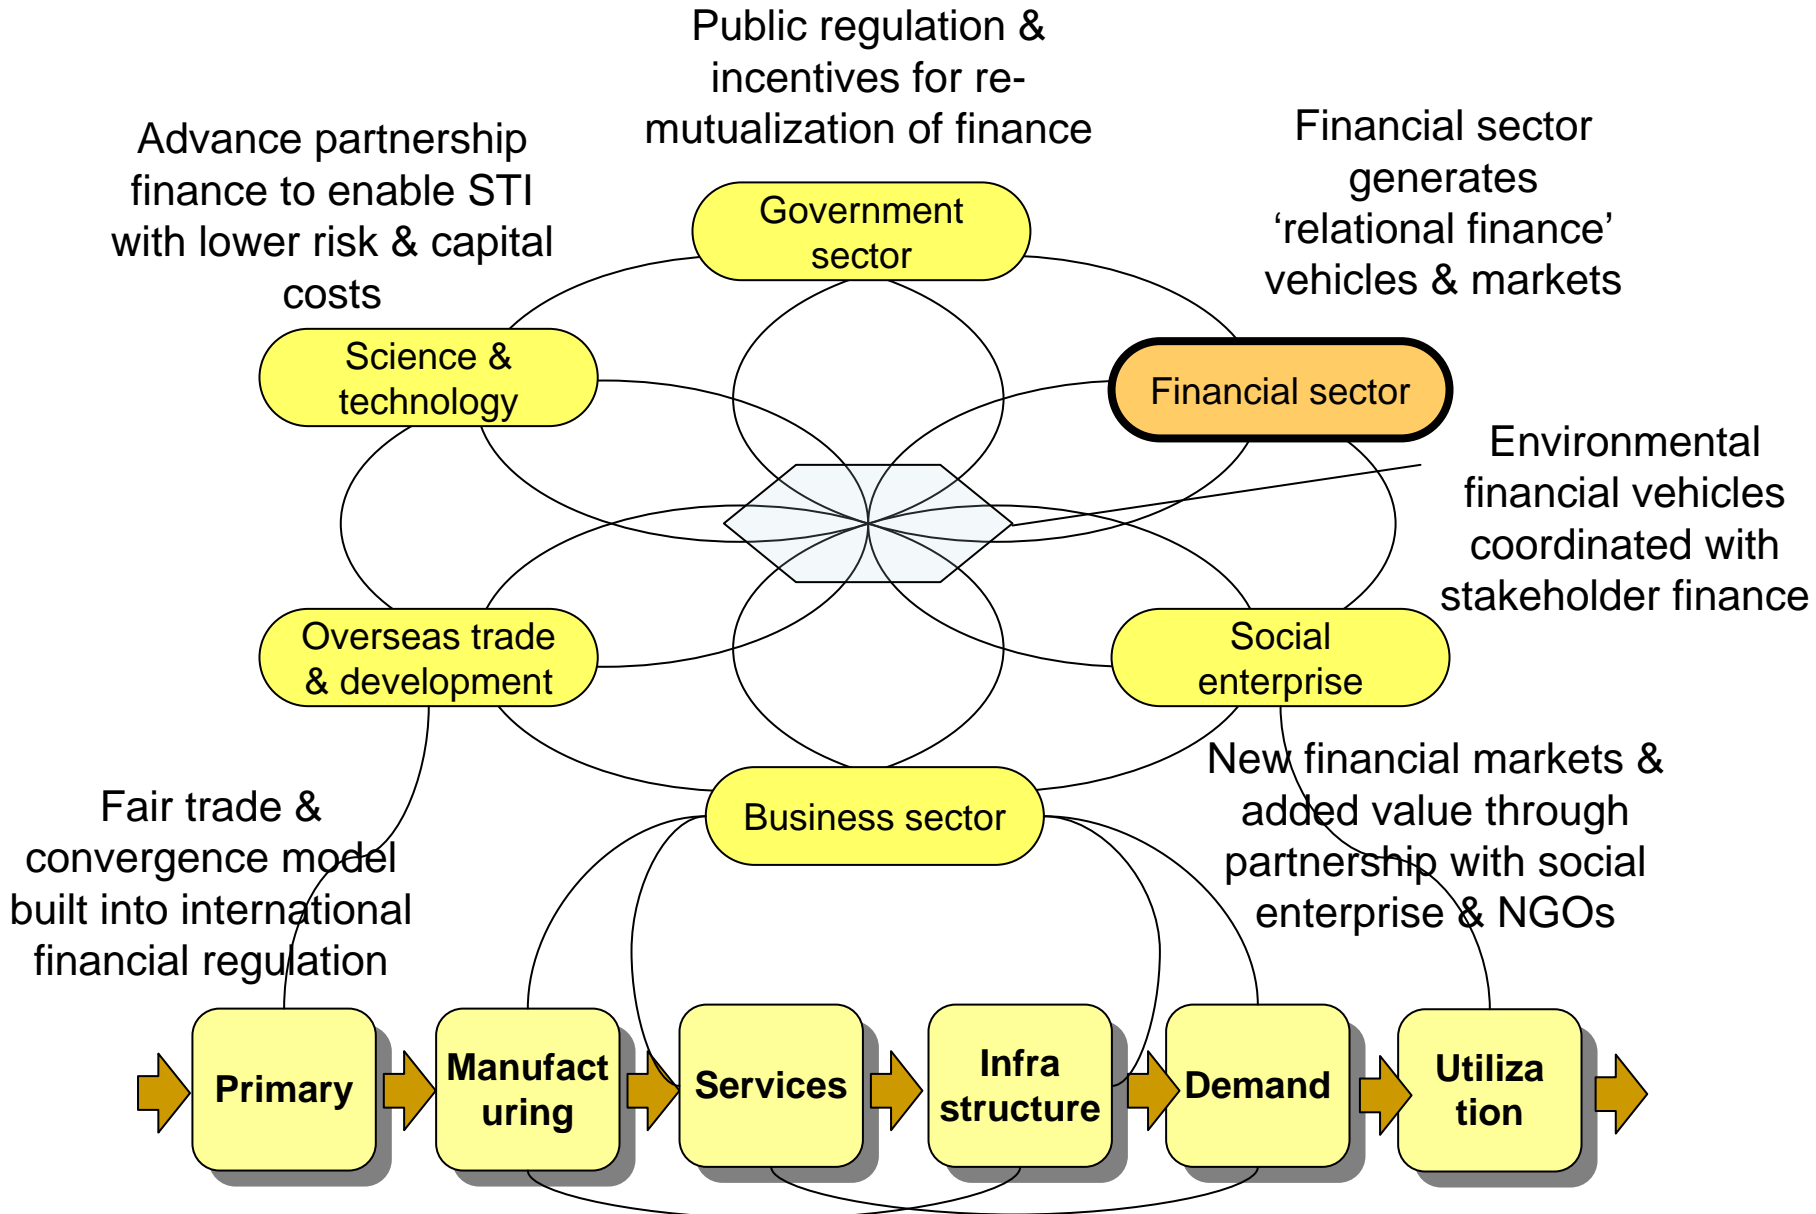 Public regulation &
incentives for re-
mutualization of finance
Advance partnership
finance to enable STI
with lower risk & capital
costs
Financial sector
generates
‘relational finance’
vehicles & markets
Government
sector
Science &
technology
Financial sector
Environmental
financial vehicles
coordinated with
stakeholder finance
Overseas trade
& development
Social
enterprise
Business sector
New financial markets &
added value through
partnership with social
enterprise & NGOs
Fair trade &
convergence model
built into international
financial regulation
Primary
Manufact
uring
Services
Infra
structure
Demand
Utiliza
tion